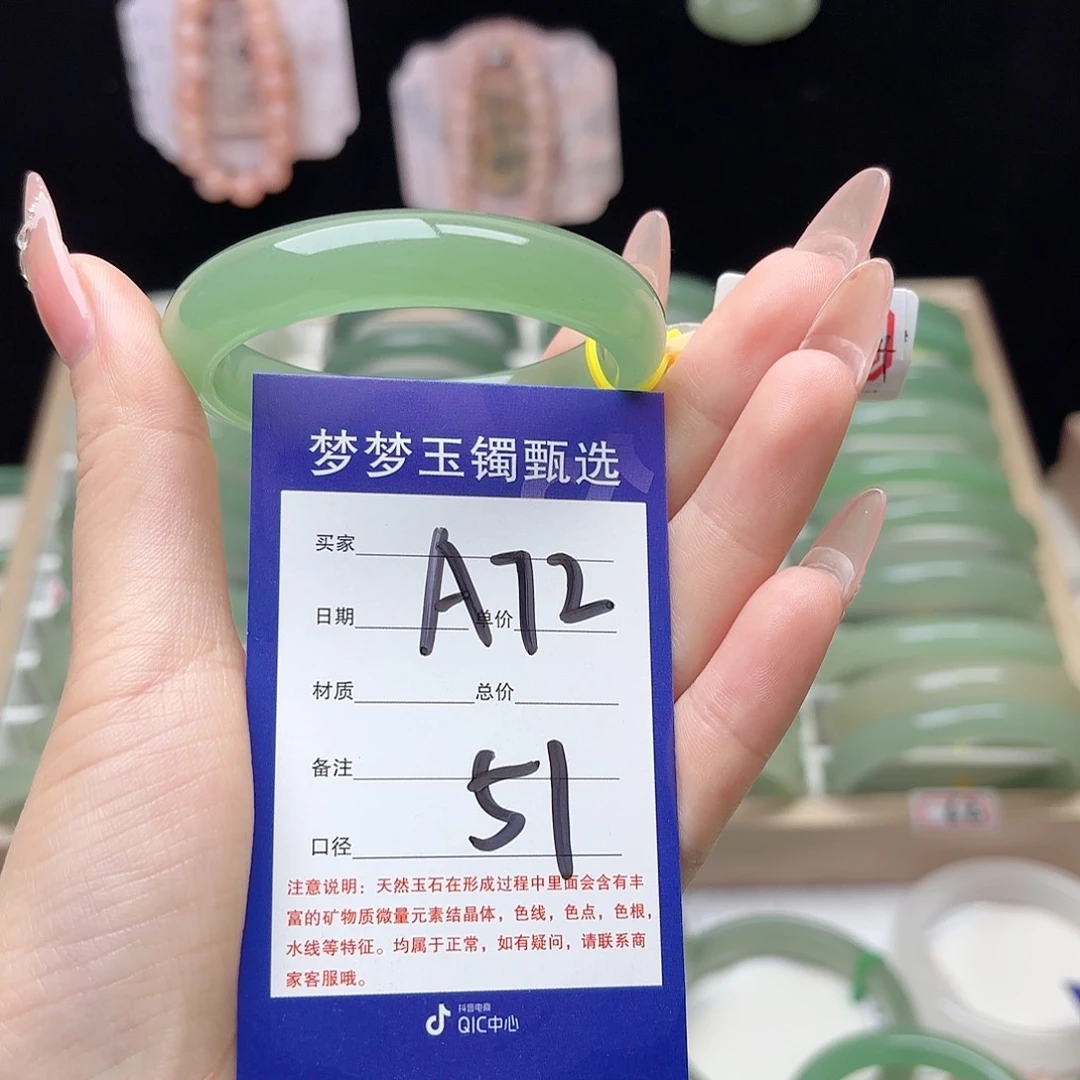 梦梦玉镯甄选
买家
A72
日期 单价
材质 总价
备注
51
口径
注意说明：天然玉石在形成过程中里面会含有丰
富的矿物质微量元素结晶体，色线，色点，色根，
水线等特征。均属于正常，如有疑问，请联系商
家客服哦。
抖音电商
QIC中心